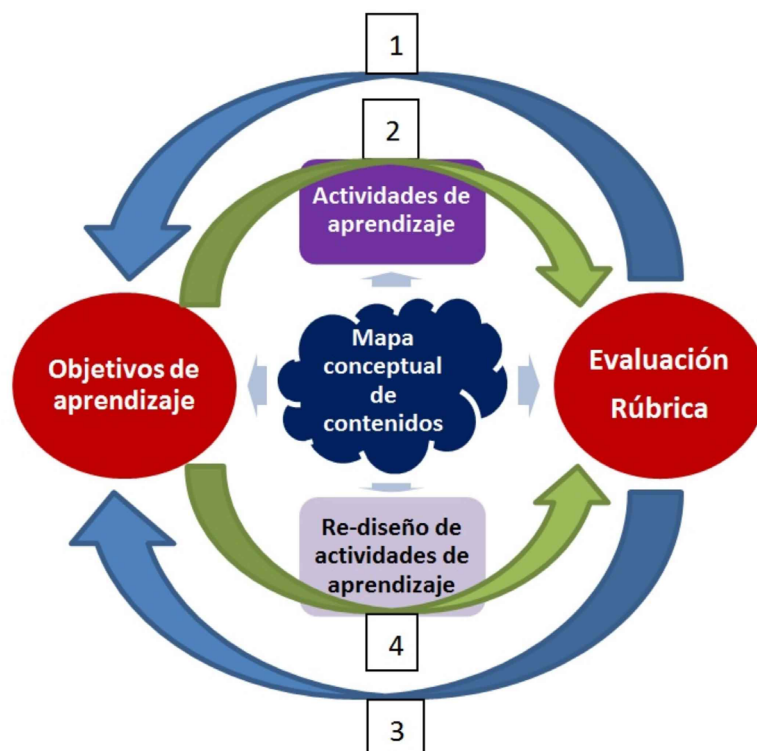 1
2
Actividades de
aprendizaje
Objetivos de
aprendizaje
Mapa
conceptual
de
contenidos
Evaluación
Rúbrica
Re-diseño de
actividades de
aprendizaje
4
3